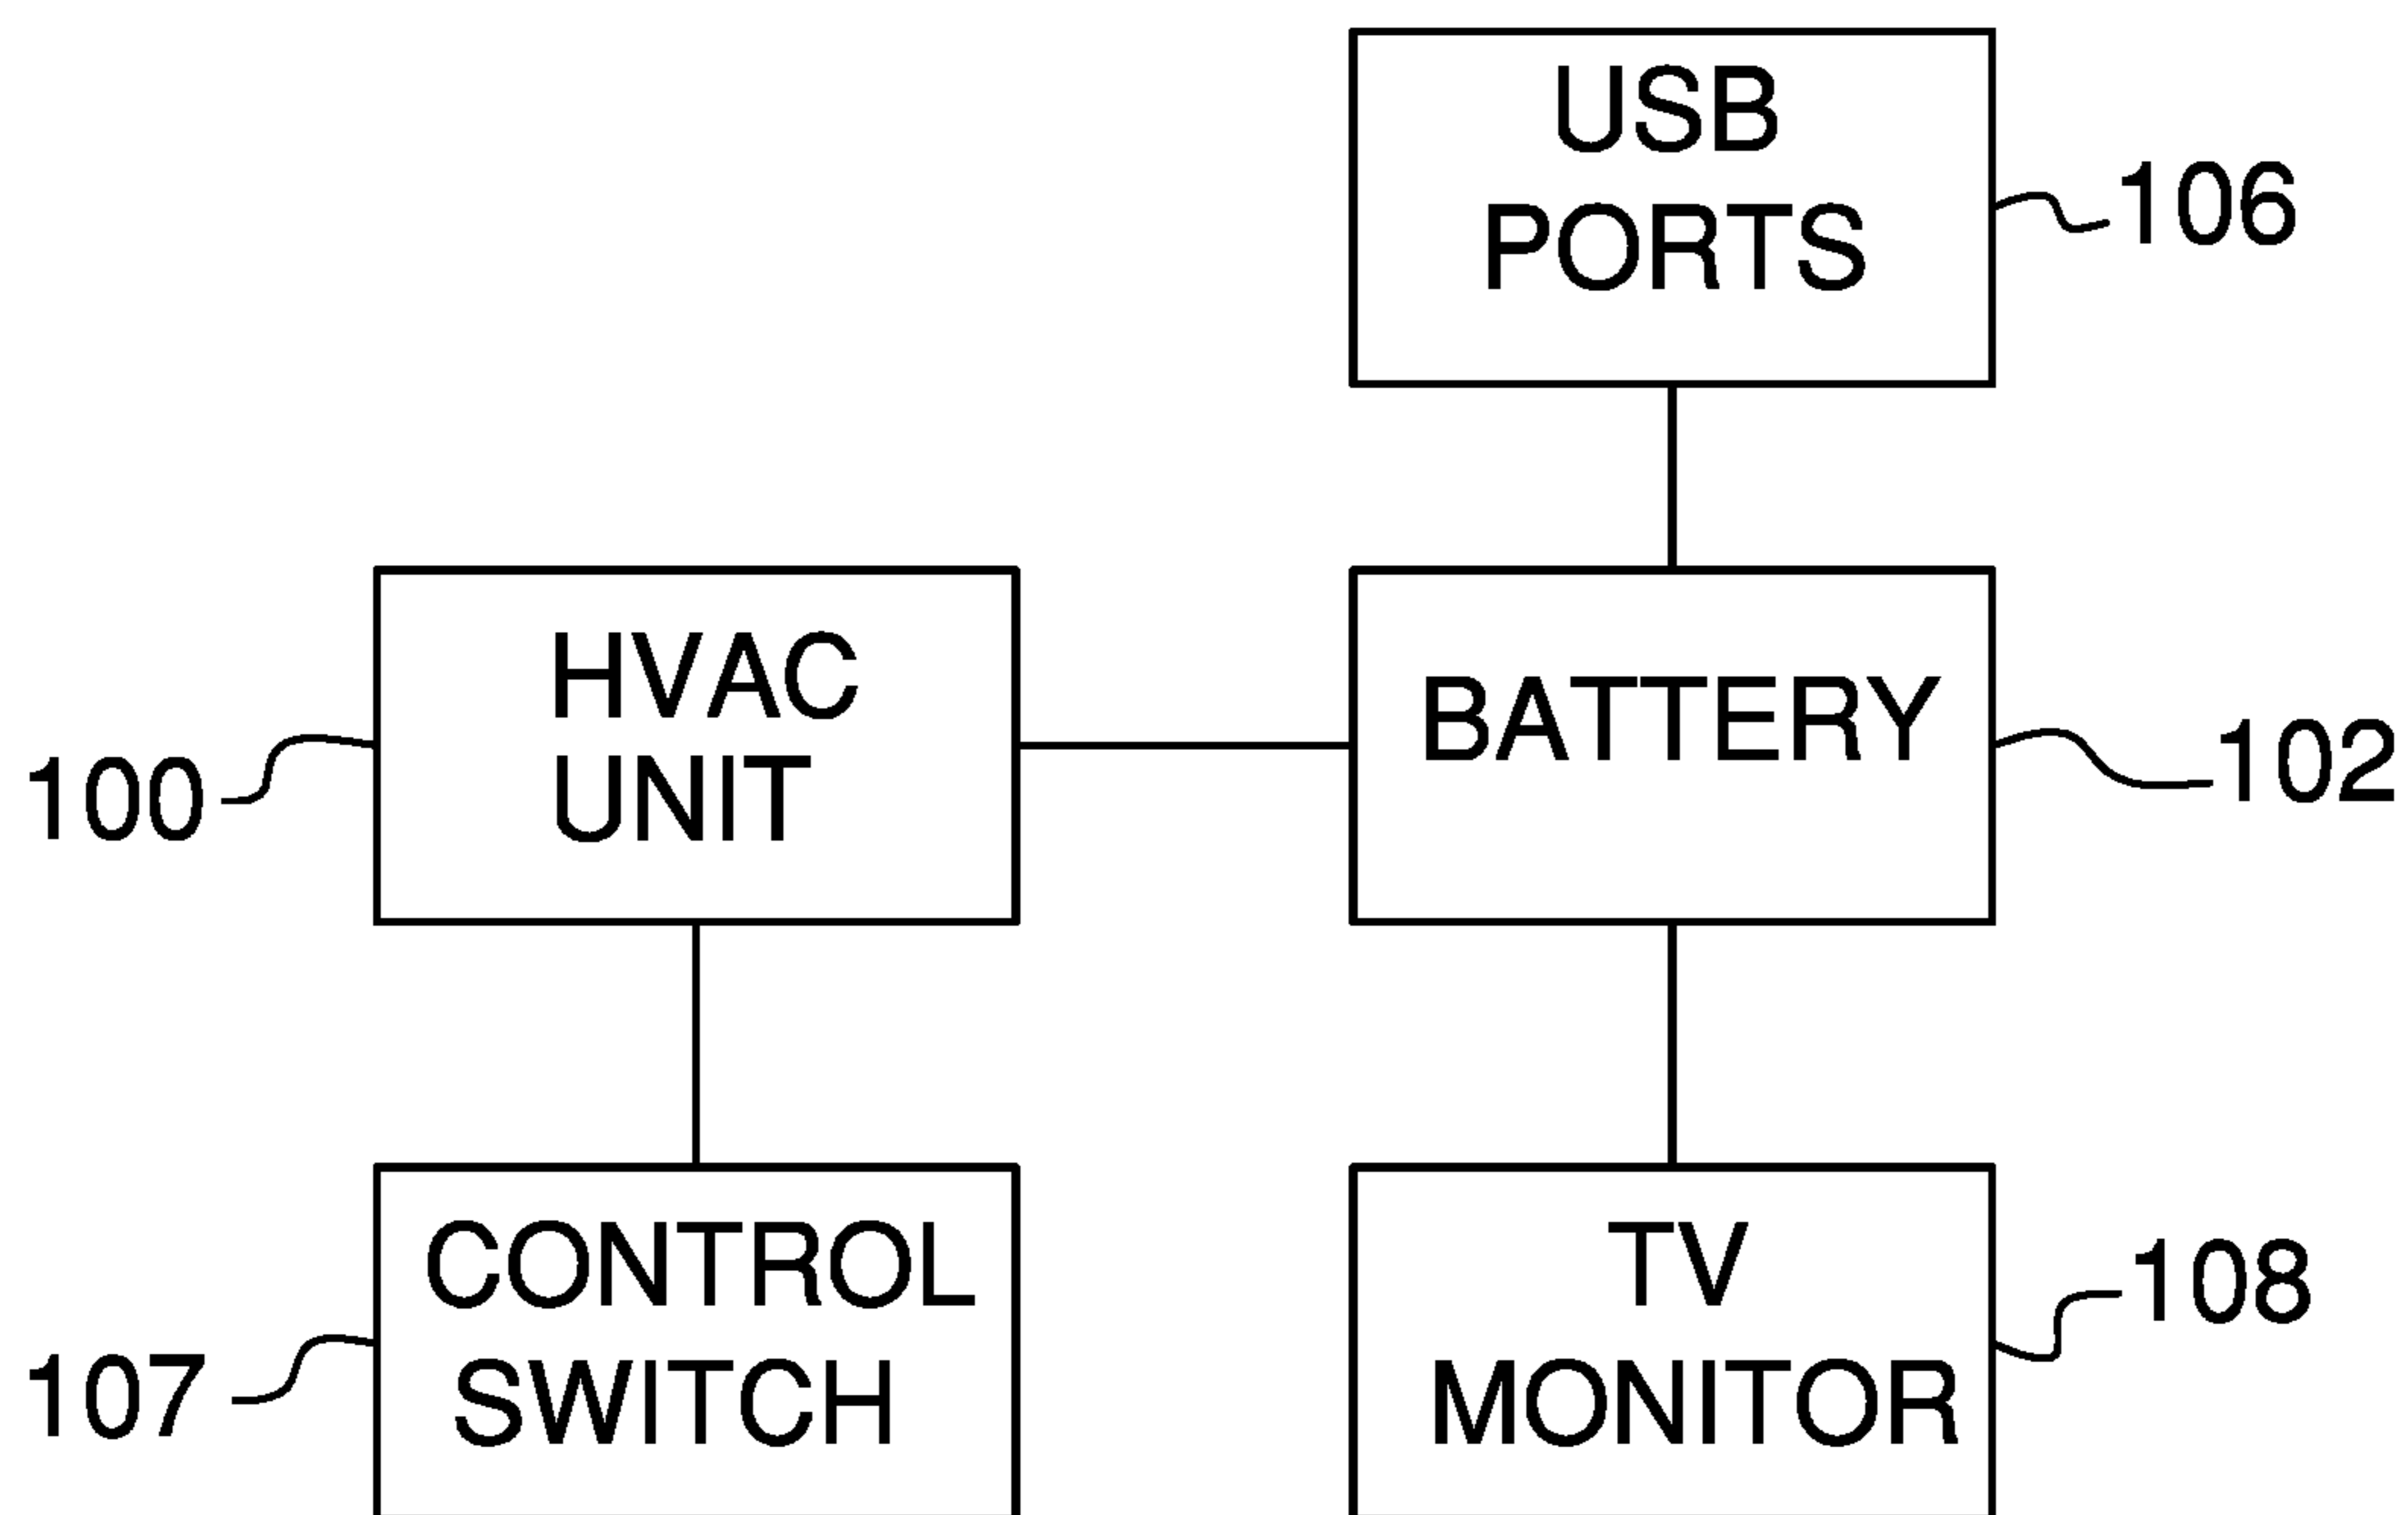 USB
PORTS
106
HVAC
UNIT
100
BATTERY
102
CONTROL
SWITCH
107
TV
MONITOR
108